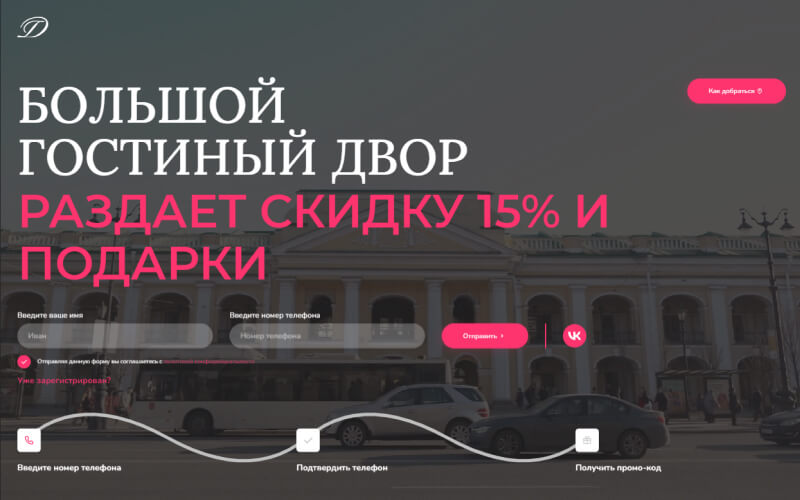 Как добраться
БОЛЬШОЙ
ГОСТИНЫЙ ДВОР
РАЗДАЕТ СКИДКУ 15% И
ПОДАРКИ
Введите ваше имя
Введите номер телефона
Иван
Номер телефона
Отправить
Отправляя данную форму вы соглашаетесь с политикой конфиденциальности
Уже зарегистрирован?
Введите номер телефона
Подтвердить телефон
Получить промо-код